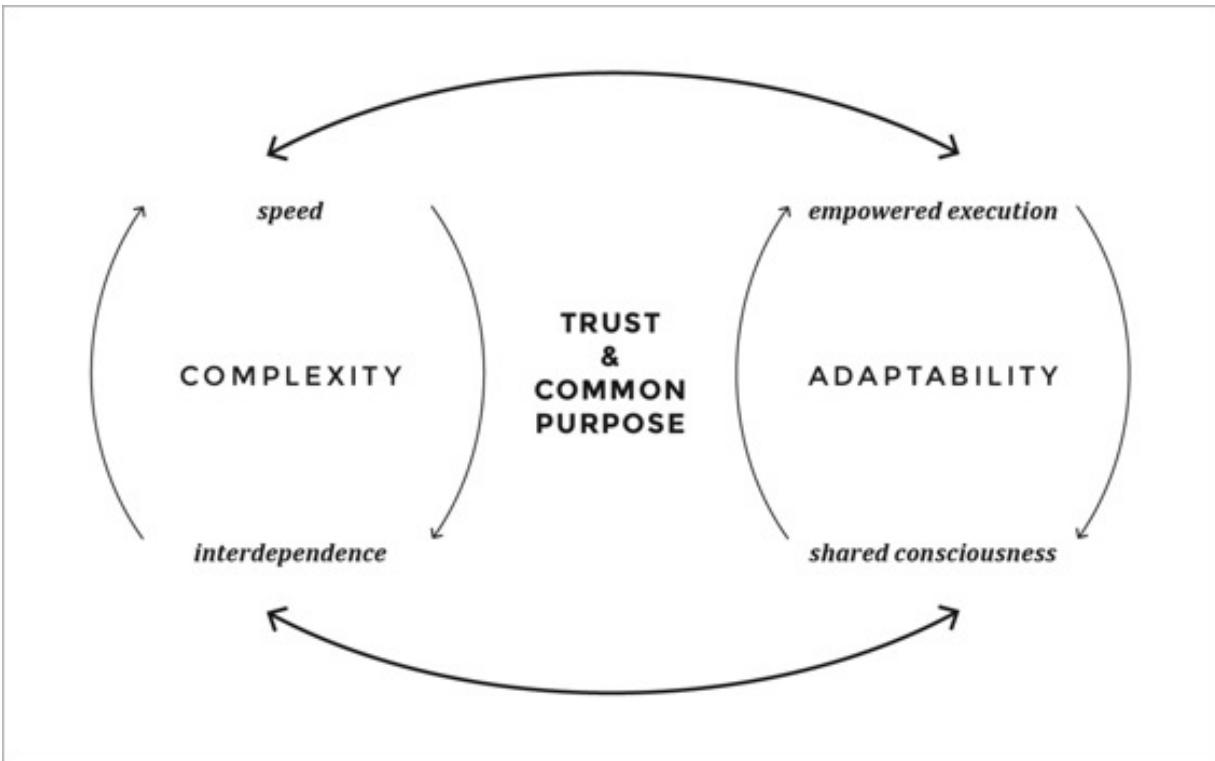 speed
empowered execution
TRUST
&
COMMON
PURPOSE
COMPLEXITY
ADAPTABILITY
interdependence
shared consciousness